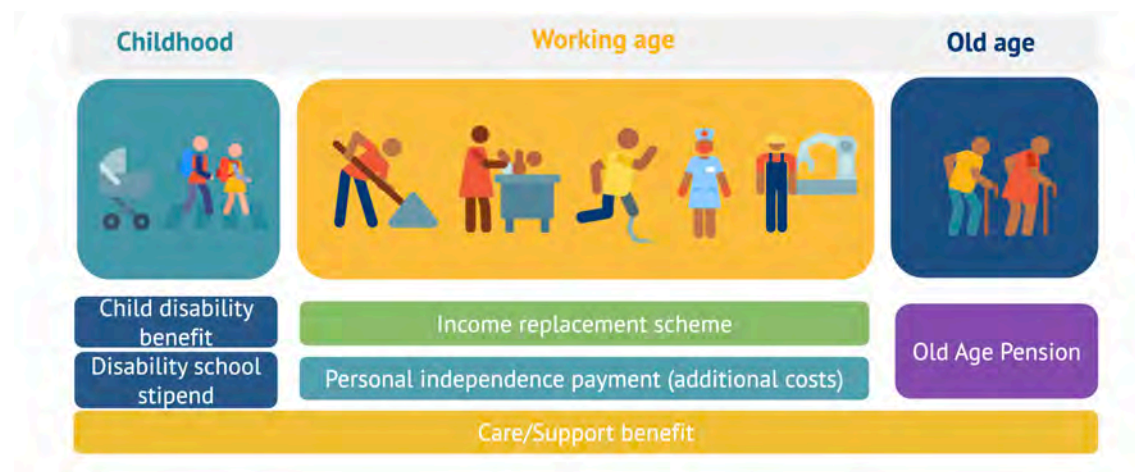 Childhood
Working age
Old age
Child disability
benefit
Disability school
stipend
Income replacement scheme
Personal independence payment (additional costs)
Old Age Pension
Care/Support benefit